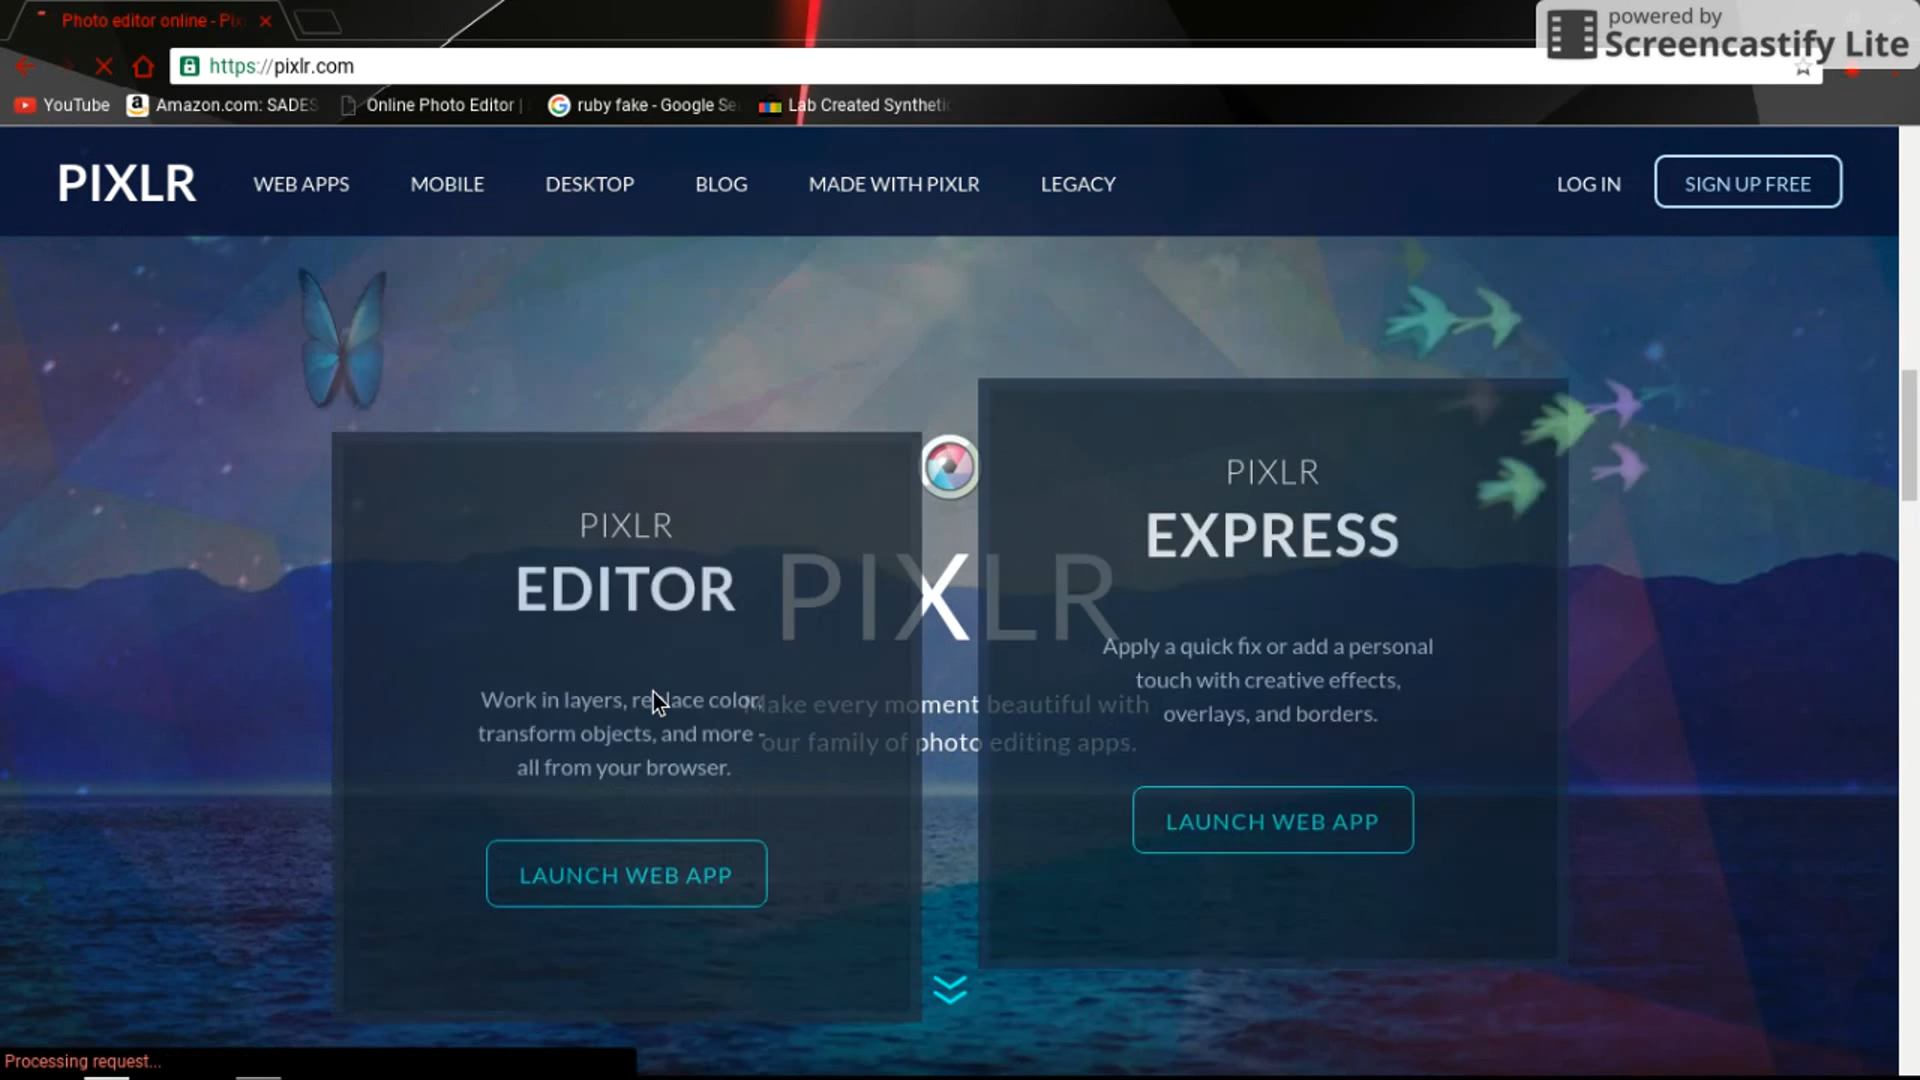 Photo editor online - Pix
powered by
Screencastify Lite
https://pixlr.com
YouTube
Amazon.com: SADES
Online Photo Editor |
ruby fake - Google Se
Lab Created Syntheti
PIXLR
WEB APPS
MOBILE
DESKTOP
BLOG
MADE WITH PIXLR
LEGACY
LOG IN
SIGN UP FREE
PIXLR
EDITOR
Work in layers, replace color,
transform objects, and more -
all from your browser.
LAUNCH WEB APP
PIXLR
Make every moment beautiful with
our family of photo editing apps.
PIXLR
EXPRESS
Apply a quick fix or add a personal
touch with creative effects,
overlays, and borders.
LAUNCH WEB APP
Processing request...